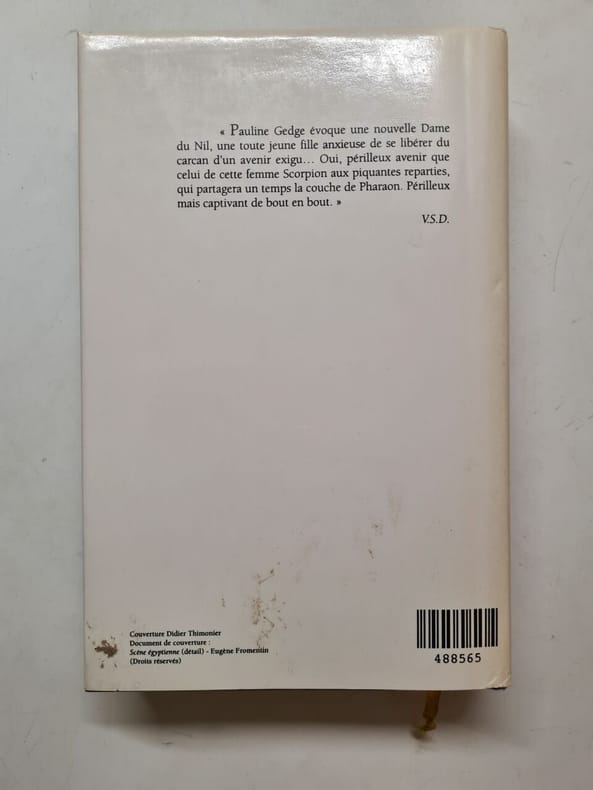 « Pauline Gedge évoque une nouvelle Dame
du Nil, une toute jeune fille anxieuse de se libérer du
carcan d'un avenir exigu... Oui, périlleux avenir que
celui de cette femme Scorpion aux piquantes reparties,
qui partagera un temps la couche de Pharaon. Périlleux
mais captivant de bout en bout. »
V.S.D.
Couverture Didier Thimonier
Document de couverture :
Scène égyptienne (détail) - Eugène Fromentin
(Droits réservés)
488565